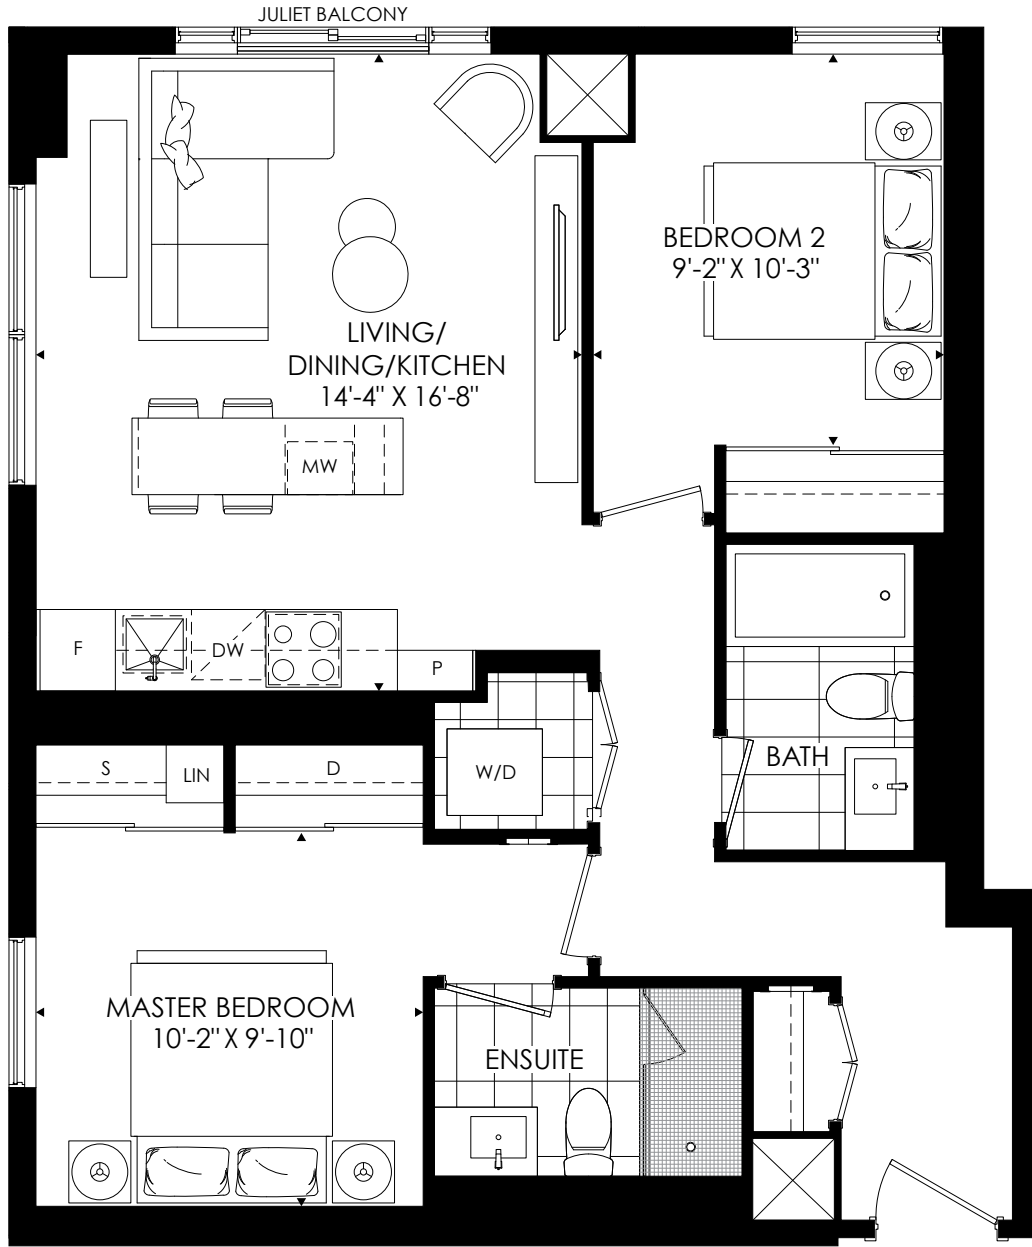 JULIET BALCONY
BEDROOM 2
9'-2" X 10'-3"
LIVING/
DINING/KITCHEN
14'-4" X 16'-8"
MW
F
DW
P
S
LIN
D
W/D
BATH
MASTER BEDROOM
10'-2" X 9'-10"
ENSUITE